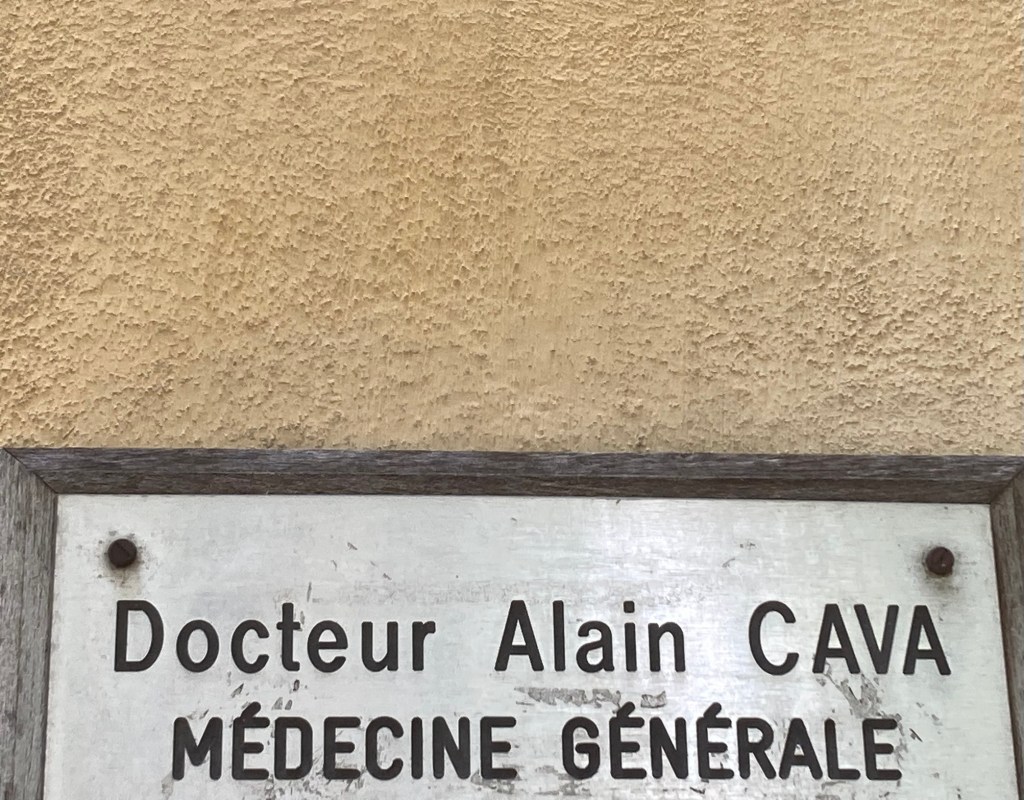 Docteur Alain CAVA
MÉDECINE GÉNÉRALE